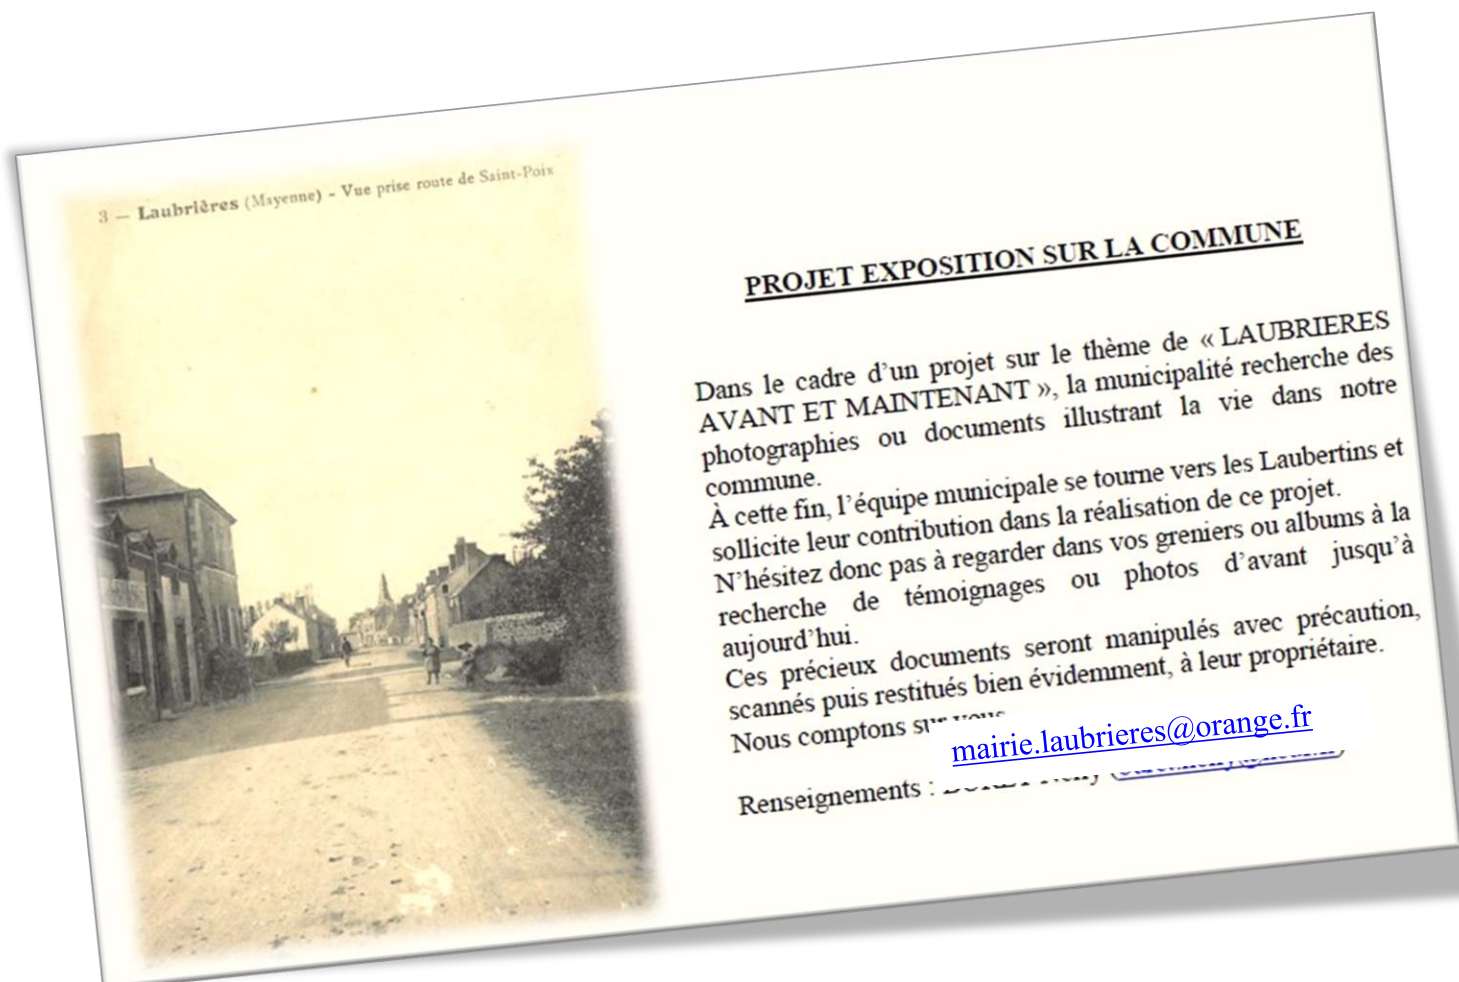 3 — Laubrières (Mayenne) - Vue prise route de Saint-Poix
PROJET EXPOSITION SUR LA COMMUNE
Dans le cadre d’un projet sur le thème de « LAUBRIERES
AVANT ET MAINTENANT », la municipalité recherche des
photographies ou documents illustrant la vie dans notre
commune.
À cette fin, l’équipe municipale se tourne vers les Laubertins et
sollicite leur contribution dans la réalisation de ce projet.
N’hésitez donc pas à regarder dans vos greniers ou albums à la
recherche de témoignages ou photos d’avant jusqu’à
aujourd’hui.
Ces précieux documents seront manipulés avec précaution,
scannés puis restitués bien évidemment, à leur propriétaire.
Nous comptons sur vous
mairie.laubrieres@orange.fr
Renseignements :